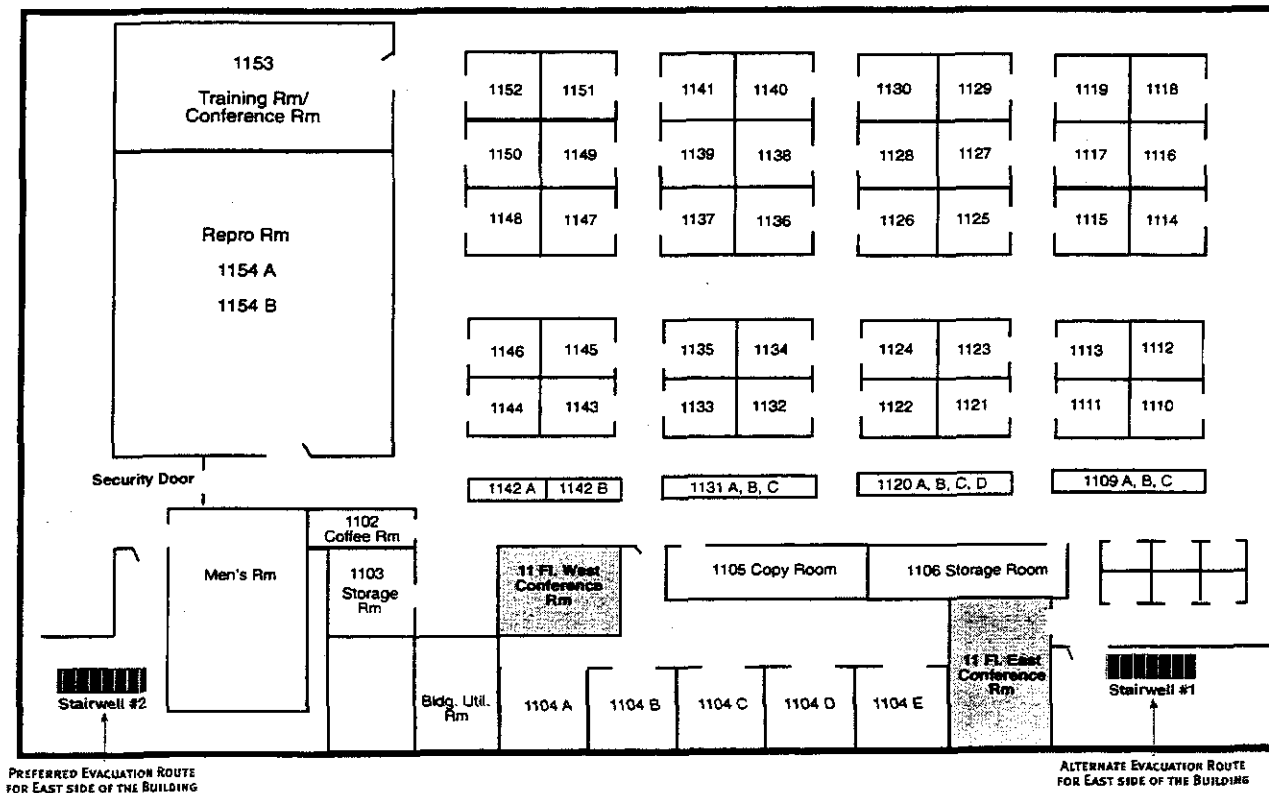 1153
Training Rm/
Conference Rm
Repro Rm
1154 A
1154 B
1152 1151 1141 1140 1130 1129 1119 1118
1150 1149 1139 1138 1128 1127 1117 1116
1148 1147 1137 1136 1126 1125 1115 1114
1146 1145 1135 1134 1124 1123 1113 1112
1144 1143 1133 1132 1122 1121 1111 1110
Security Door
1142 A 1142 B 1131 A, B, C 1120 A, B, C, D 1109 A, B, C
Men's Rm
1102
Coffee Rm
1103
Storage
Rm
11 Fl. West
Conference
Rm
1105 Copy Room
1106 Storage Room
11 Fl. East
Conference
Rm
Bldg. Util.
Rm
1104 A 1104 B 1104 C 1104 D 1104 E
Stairwell #2
Stairwell #1
PREFERRED EVACUATION ROUTE
FOR EAST SIDE OF THE BUILDING
ALTERNATE EVACUATION ROUTE
FOR EAST SIDE OF THE BUILDING